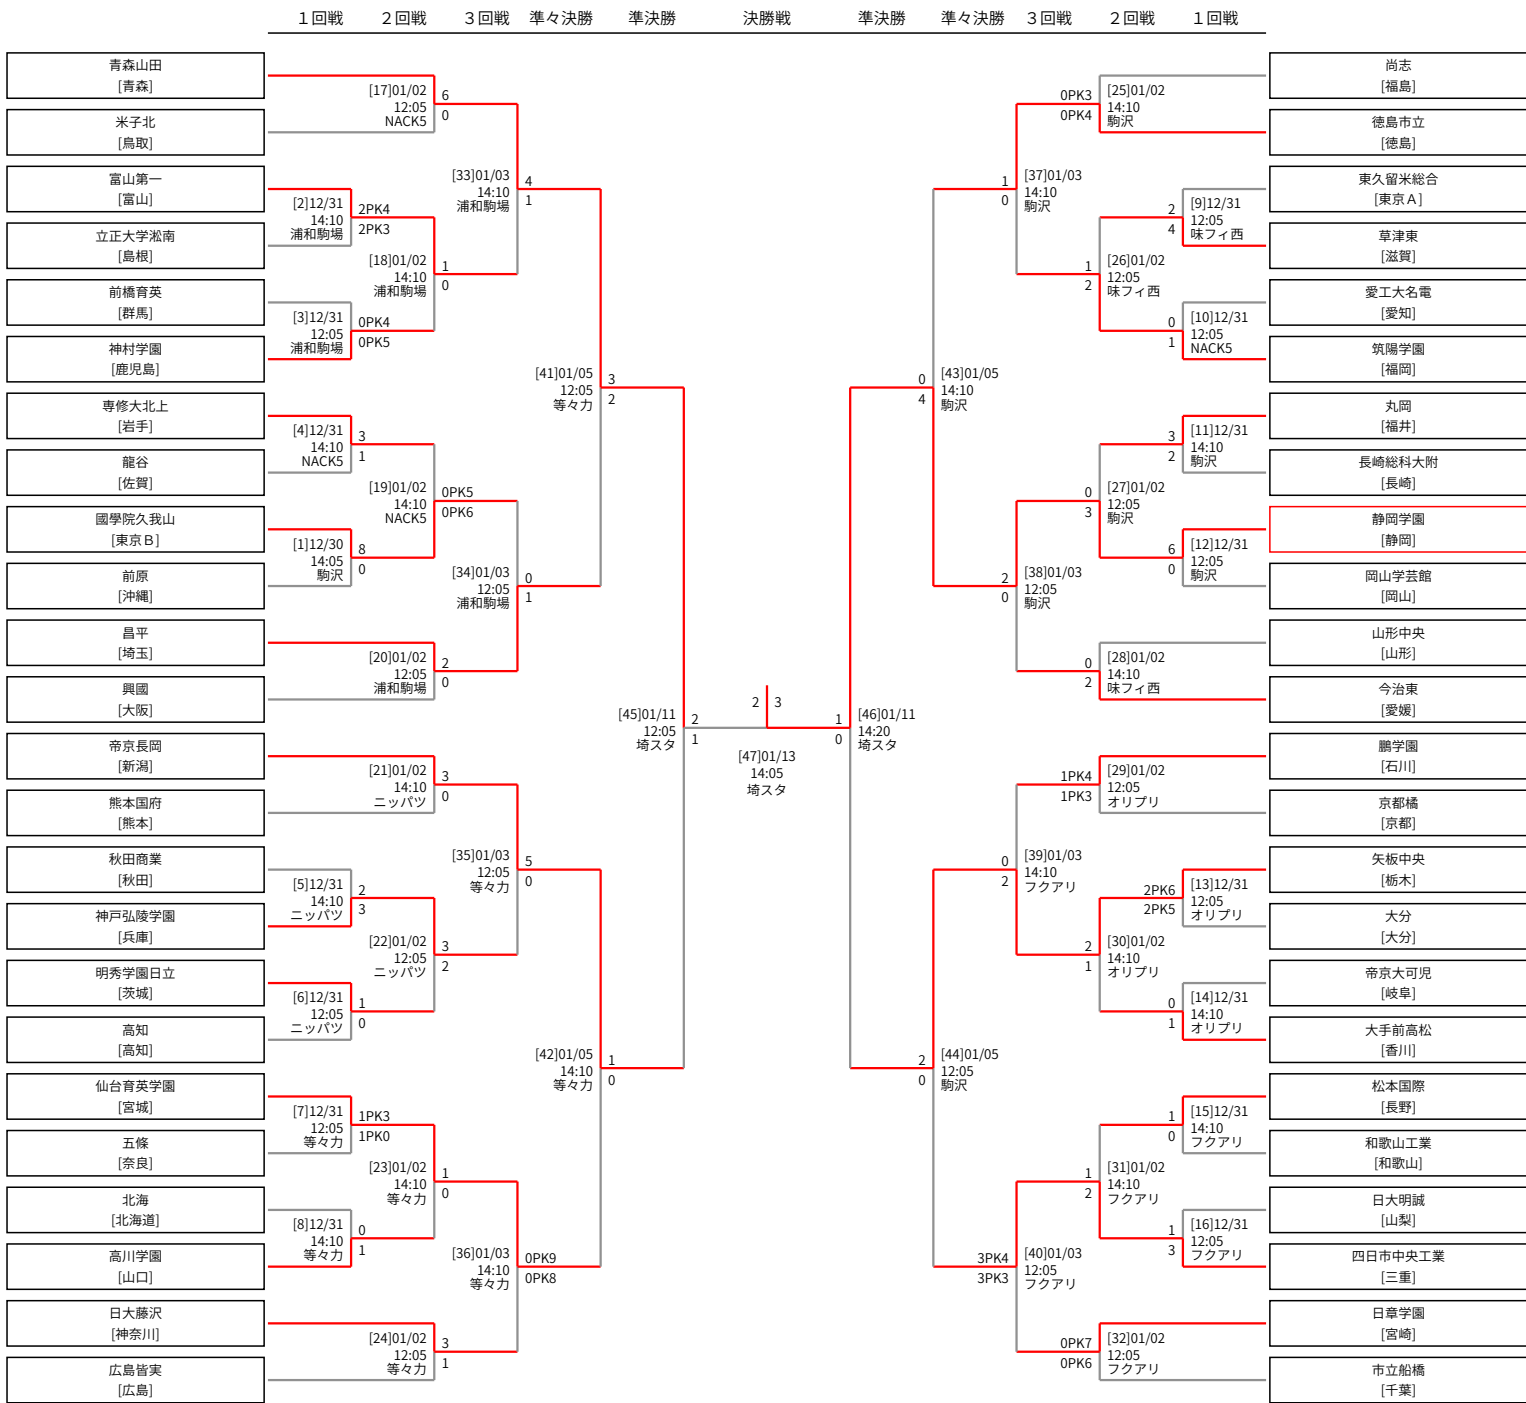 １回戦 ２回戦 ３回戦 準々決勝 準決勝 決勝戦 準決勝 準々決勝 ３回戦 ２回戦 １回戦
青森山田
[青森]
米子北
[鳥取]
富山第一
[富山]
立正大学淞南
[島根]
前橋育英
[群馬]
神村学園
[鹿児島]
専修大北上
[岩手]
龍谷
[佐賀]
國學院久我山
[東京Ｂ]
前原
[沖縄]
昌平
[埼玉]
興國
[大阪]
帝京長岡
[新潟]
熊本国府
[熊本]
秋田商業
[秋田]
神戸弘陵学園
[兵庫]
明秀学園日立
[茨城]
高知
[高知]
仙台育英学園
[宮城]
五條
[奈良]
北海
[北海道]
高川学園
[山口]
日大藤沢
[神奈川]
広島皆実
[広島]
[2]12/31
14:10
浦和駒場
2PK4
2PK3
[3]12/31
12:05
浦和駒場
0PK4
0PK5
[4]12/31
14:10
NACK5
3
1
[1]12/30
14:05
駒沢
8
0
[5]12/31
14:10
ニッパツ
2
3
[6]12/31
12:05
ニッパツ
1
0
[7]12/31
12:05
等々力
1PK3
1PK0
[8]12/31
14:10
等々力
0
1
[17]01/02
12:05
NACK5
6
0
[18]01/02
14:10
浦和駒場
1
0
[19]01/02
14:10
NACK5
0PK5
0PK6
[20]01/02
12:05
浦和駒場
2
0
[21]01/02
14:10
ニッパツ
3
0
[22]01/02
12:05
ニッパツ
3
2
[23]01/02
14:10
等々力
1
0
[24]01/02
12:05
等々力
3
1
[33]01/03
14:10
浦和駒場
4
1
[34]01/03
12:05
浦和駒場
0
1
[35]01/03
12:05
等々力
5
0
[36]01/03
14:10
等々力
0PK9
0PK8
[41]01/05
12:05
等々力
3
2
[42]01/05
14:10
等々力
1
0
[45]01/11
12:05
埼スタ
2
1
2 3
[47]01/13
14:05
埼スタ
1
0
[46]01/11
14:20
埼スタ
0
4
[43]01/05
14:10
駒沢
2
0
[44]01/05
12:05
駒沢
1
0
[37]01/03
14:10
駒沢
2
0
[38]01/03
12:05
駒沢
0
2
[39]01/03
14:10
フクアリ
3PK4
3PK3
[40]01/03
12:05
フクアリ
0PK3
0PK4
[25]01/02
14:10
駒沢
1
2
[26]01/02
12:05
味フィ西
0
3
[27]01/02
12:05
駒沢
0
2
[28]01/02
14:10
味フィ西
1PK4
1PK3
[29]01/02
12:05
オリプリ
2
1
[30]01/02
14:10
オリプリ
1
2
[31]01/02
14:10
フクアリ
0PK7
0PK6
[32]01/02
12:05
フクアリ
2
4
[9]12/31
12:05
味フィ西
0
1
[10]12/31
12:05
NACK5
3
2
[11]12/31
14:10
駒沢
6
0
[12]12/31
12:05
駒沢
2PK6
2PK5
[13]12/31
12:05
オリプリ
0
1
[14]12/31
14:10
オリプリ
1
0
[15]12/31
14:10
フクアリ
1
3
[16]12/31
12:05
フクアリ
尚志
[福島]
徳島市立
[徳島]
東久留米総合
[東京Ａ]
草津東
[滋賀]
愛工大名電
[愛知]
筑陽学園
[福岡]
丸岡
[福井]
長崎総科大附
[長崎]
静岡学園
[静岡]
岡山学芸館
[岡山]
山形中央
[山形]
今治東
[愛媛]
鵬学園
[石川]
京都橘
[京都]
矢板中央
[栃木]
大分
[大分]
帝京大可児
[岐阜]
大手前高松
[香川]
松本国際
[長野]
和歌山工業
[和歌山]
日大明誠
[山梨]
四日市中央工業
[三重]
日章学園
[宮崎]
市立船橋
[千葉]